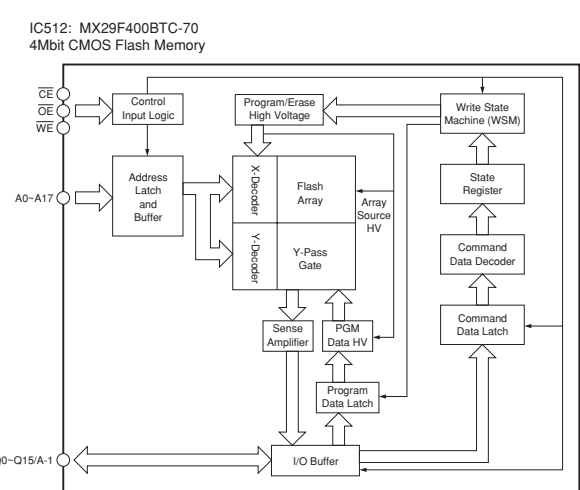 IC512: MX29F400BTC-70
4Mbit CMOS Flash Memory
CE
OE
WE
Control
Input Logic
Program/Erase
High Voltage
Write State
Machine (WSM)
A0~A17
Address
Latch
and
Buffer
X-Decoder
Flash
Array
Array
Source
HV
State
Register
Y-Decoder
Y-Pass
Gate
Command
Data Decoder
Sense
Amplifier
PGM
Data HV
Command
Data Latch
Program
Data Latch
0~Q15/A-1
I/O Buffer